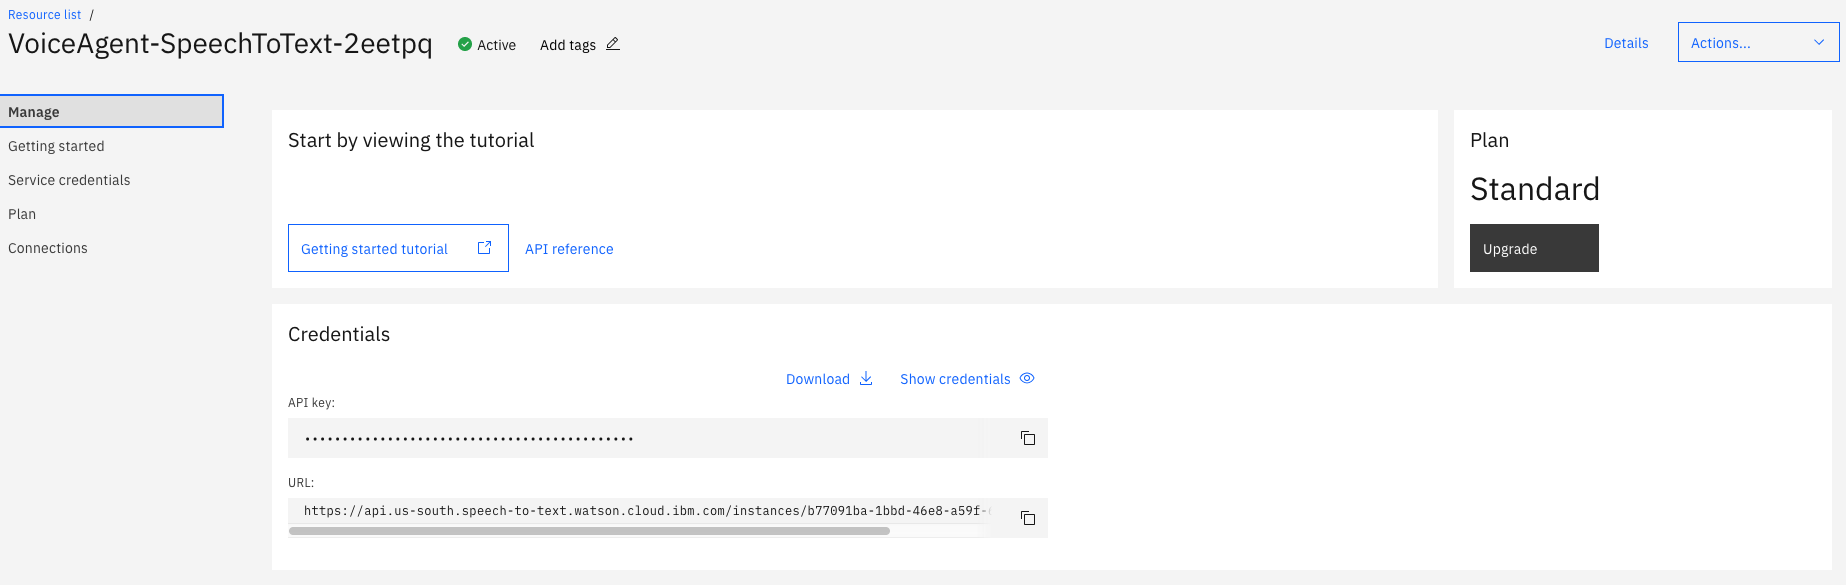 Resource list /
VoiceAgent-SpeechToText-2eetpq
Active
Add tags
Details
Actions...
Manage
Getting started
Service credentials
Plan
Connections
Start by viewing the tutorial
Getting started tutorial
API reference
Plan
Standard
Upgrade
Credentials
Download
Show credentials
API key:
••••••••••••••••••••••••••••••••••••••••••••
URL:
https://api.us-south.speech-to-text.watson.cloud.ibm.com/instances/b77091ba-1bbd-46e8-a59f-